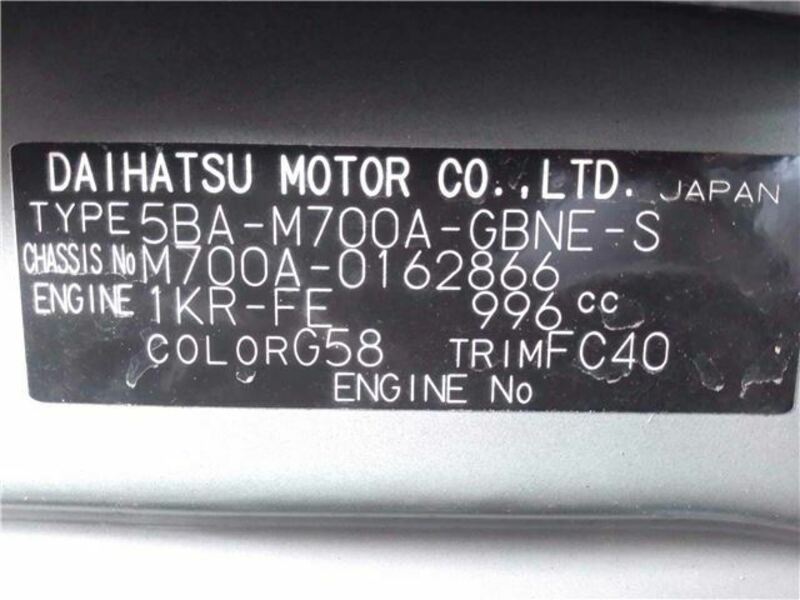 DAIHATSU MOTOR CO.,LTD. JAPAN
TYPE 5BA-M700A-GBNE-S
CHASSIS No M700A-0162866
ENGINE 1KR-FE 996 cc
COLOR G58 TRIM FC40
ENGINE No